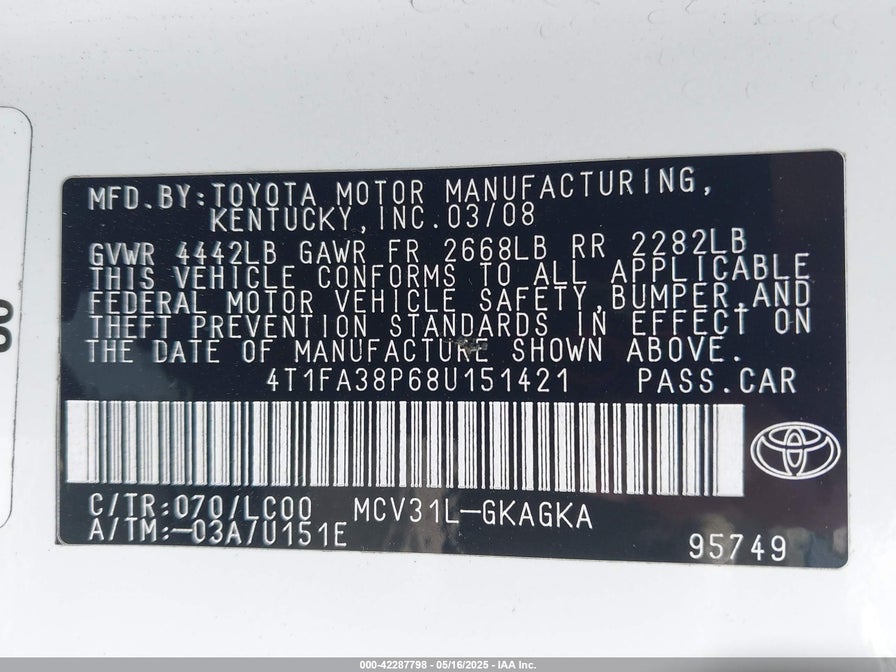 MFD.BY:TOYOTA MOTOR MANUFACTURING,
KENTUCKY,INC.03/08
GVWR 4442LB GAWR FR 2668LB RR 2282LB
THIS VEHICLE CONFORMS TO ALL APPLICABLE
FEDERAL MOTOR VEHICLE SAFETY,BUMPER,AND
THEFT PREVENTION STANDARDS IN EFFECT ON
THE DATE OF MANUFACTURE SHOWN ABOVE.
4T1FA38P68U151421 PASS.CAR
C/TR:070/LC00 MCV31L-GKAGKA
A/TM:-03A/U151E
95749
000-42287798 - 05/16/2025 - IAA Inc.